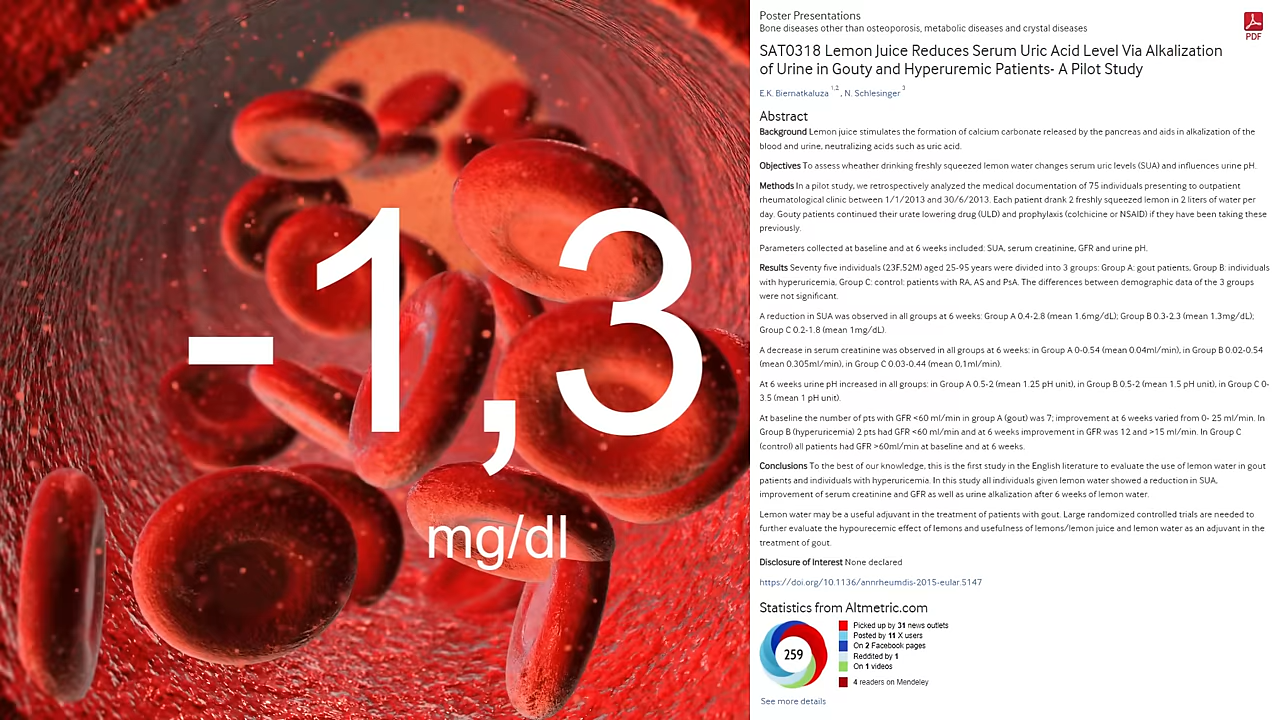 -1,3
mg/dl
Poster Presentations
Bone diseases other than osteoporosis, metabolic diseases and crystal diseases
PDF
SAT0318 Lemon Juice Reduces Serum Uric Acid Level Via Alkalization
of Urine in Gouty and Hyperuremic Patients- A Pilot Study
E.K. Biernatkaluza 1,2, N. Schlesinger 3
Abstract
Background Lemon juice stimulates the formation of calcium carbonate released by the pancreas and aids in alkalization of the
blood and urine, neutralizing acids such as uric acid.
Objectives To assess wheather drinking freshly squeezed lemon water changes serum uric levels (SUA) and influences urine pH.
Methods In a pilot study, we retrospectively analyzed the medical documentation of 75 individuals presenting to outpatient
rheumatological clinic between 1/1/2013 and 30/6/2013. Each patient drank 2 freshly squeezed lemon in 2 liters of water per
day. Gouty patients continued their urate lowering drug (ULD) and prophylaxis (colchicine or NSAID) if they have been taking these
previously.
Parameters collected at baseline and at 6 weeks included: SUA, serum creatinine, GFR and urine pH.
Results Seventy five individuals (23F,52M) aged 25-95 years were divided into 3 groups: Group A: gout patients, Group B: individuals
with hyperuricemia, Group C: control: patients with RA, AS and PsA. The differences between demographic data of the 3 groups
were not significant.
A reduction in SUA was observed in all groups at 6 weeks: Group A 0.4-2.8 (mean 1.6mg/dL); Group B 0.3-2.3 (mean 1.3mg/dL);
Group C 0.2-1.8 (mean 1mg/dL).
A decrease in serum creatinine was observed in all groups at 6 weeks: in Group A 0-0.54 (mean 0.04ml/min), in Group B 0.02-0.54
(mean 0.305ml/min), in Group C 0.03-0.44 (mean 0,1ml/min).
At 6 weeks urine pH increased in all groups: in Group A 0.5-2 (mean 1.25 pH unit), in Group B 0.5-2 (mean 1.5 pH unit), in Group C 0-
3.5 (mean 1 pH unit).
At baseline the number of pts with GFR <60 ml/min in group A (gout) was 7; improvement at 6 weeks varied from 0- 25 ml/min. In
Group B (hyperuricemia) 2 pts had GFR <60 ml/min and at 6 weeks improvement in GFR was 12 and >15 ml/min. In Group C
(control) all patients had GFR >60ml/min at baseline and at 6 weeks.
Conclusions To the best of our knowledge, this is the first study in the English literature to evaluate the use of lemon water in gout
patients and individuals with hyperuricemia. In this study all individuals given lemon water showed a reduction in SUA,
improvement of serum creatinine and GFR as well as urine alkalization after 6 weeks of lemon water.
Lemon water may be a useful adjuvant in the treatment of patients with gout. Large randomized controlled trials are needed to
further evaluate the hypourecemic effect of lemons and usefulness of lemons/lemon juice and lemon water as an adjuvant in the
treatment of gout.
Disclosure of Interest None declared
https://doi.org/10.1136/annrheumdis-2015-eular.5147
Statistics from Altmetric.com
259
Picked up by 31 news outlets
Posted by 11 X users
On 2 Facebook pages
Reddited by 1
On 1 videos
4 readers on Mendeley
See more details